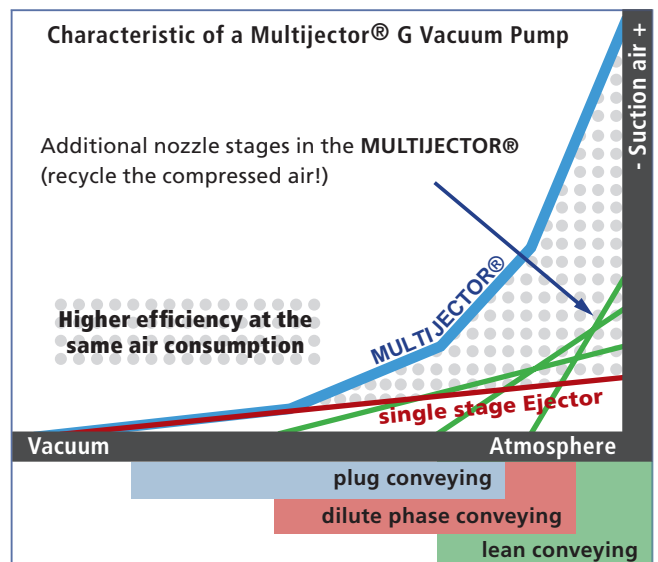 Characteristic of a Multijector® G Vacuum Pump
- Suction air +
Additional nozzle stages in the MULTIJECTOR®
(recycle the compressed air!)
Higher efficiency at the
same air consumption
MULTIJECTOR®
single stage Ejector
Vacuum
Atmosphere
plug conveying
dilute phase conveying
lean conveying